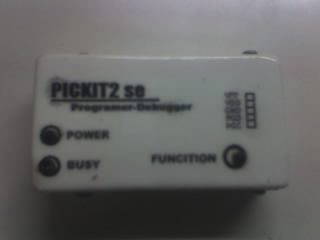 PICKIT2 se
Programer-Debugger
POWER
BUSY
FUNCITION